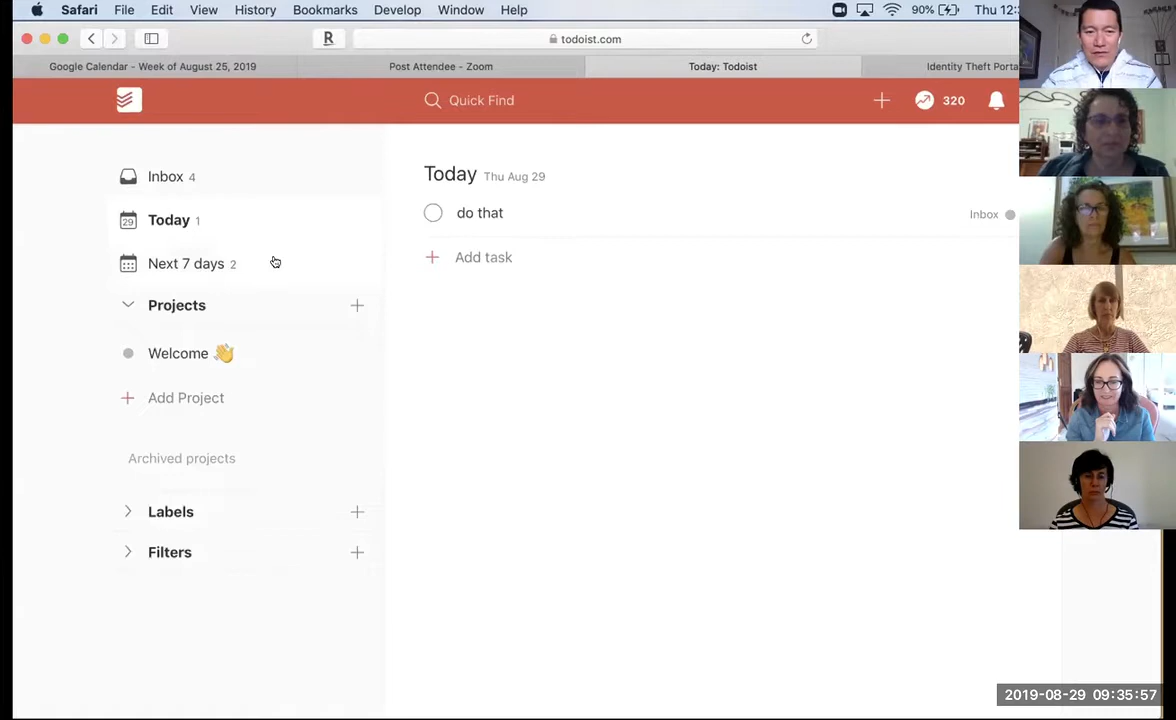 Safari File Edit View History Bookmarks Develop Window Help 90% Thu 12:
R todoist.com
Google Calendar - Week of August 25, 2019 Post Attendee - Zoom Today: Todoist Identity Theft Porta
Quick Find 320
Inbox 4
29 Today 1
Next 7 days 2
Projects
Welcome 👋
Add Project
Archived projects
Labels
Filters
Today Thu Aug 29
do that Inbox
Add task
2019-08-29 09:35:57